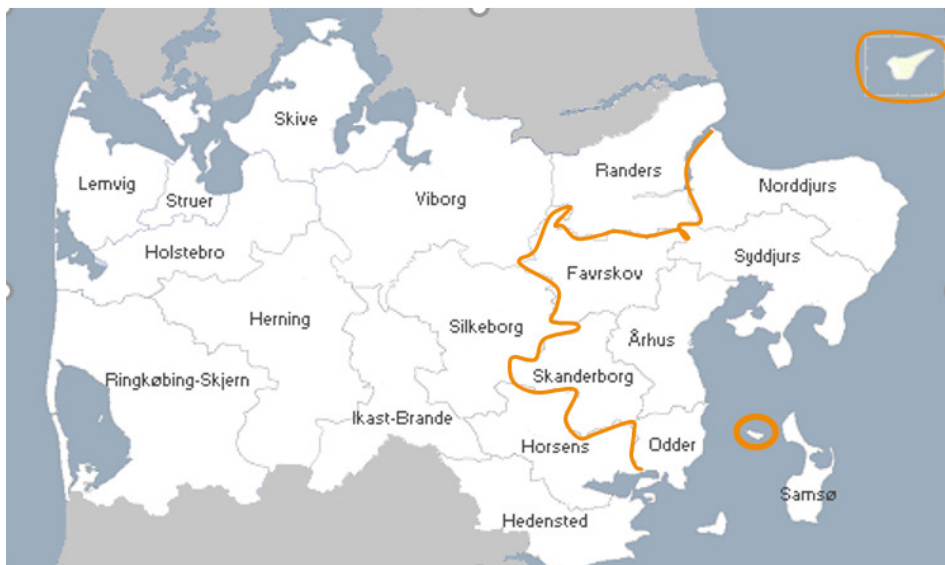 Skive
Randers
Lemvig
Norddjurs
Struer
Viborg
Holstebro
Syddjurs
Favrskov
Herning
Silkeborg
Århus
Ringkøbing-Skjern
Skanderborg
Ikast-Brande
Horsens
Odder
Samsø
Hedensted